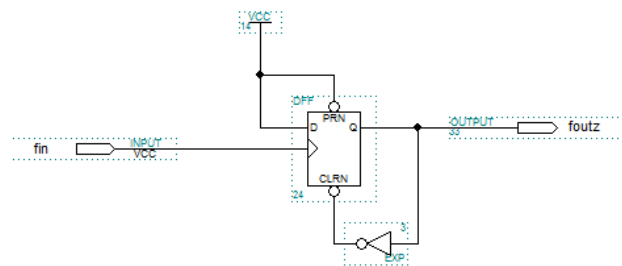 VCC
14
DFF
PRN
D Q
OUTPUT
33
foutz
fin
INPUT
VCC
CLRN
24
3
EXP